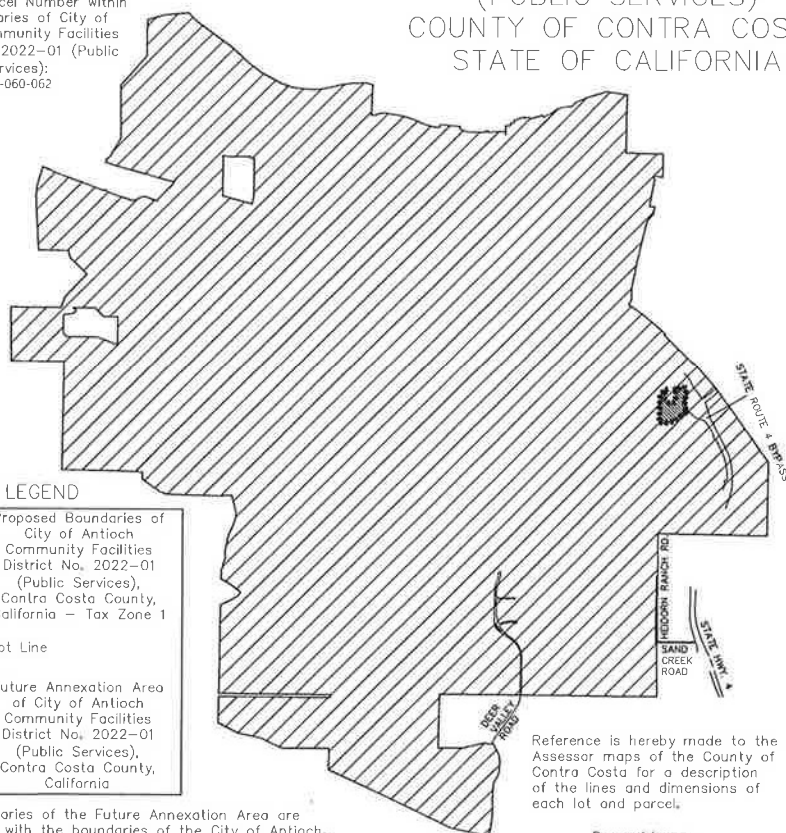 (PUBLIC SERVICES)
COUNTY OF CONTRA COS
STATE OF CALIFORNIA
cel Number within
aries of City of
mmunity Facilities
2022-01 (Public
rvices):
-060-062
STATE ROUTE 4 BYPASS
LEGEND
Proposed Boundaries of
City of Antioch
Community Facilities
District No. 2022-01
(Public Services),
Contra Costa County,
California - Tax Zone 1
ot Line
uture Annexation Area
of City of Antioch
Community Facilities
District No. 2022-01
(Public Services),
Contra Costa County,
California
HEIDORN RANCH RD.
SAND
CREEK
ROAD
STATE HWY. 4
DEER
VALLEY
ROAD
Reference is hereby made to the
Assessor maps of the County of
Contra Costa for a description
of the lines and dimensions of
each lot and parcel.
aries of the Future Annexation Area are
with the boundaries of the City of Antioch.